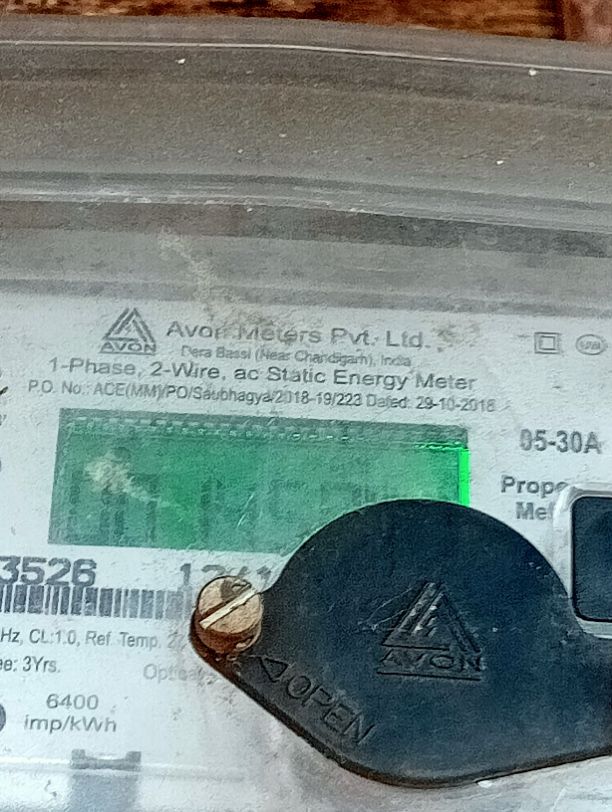 AVON
Avon Meters Pvt. Ltd.
Dera Bassi (Near Chandigarh), India
1-Phase, 2-Wire, ac Static Energy Meter
P.O. No.: ACE(MM)/PO/Saubhagya/2018-19/223 Dated: 29-10-2018
05-30A
3526
Hz, CL:1.0, Ref. Temp.
3Yrs.
6400
imp/kWh
AVON
OPEN